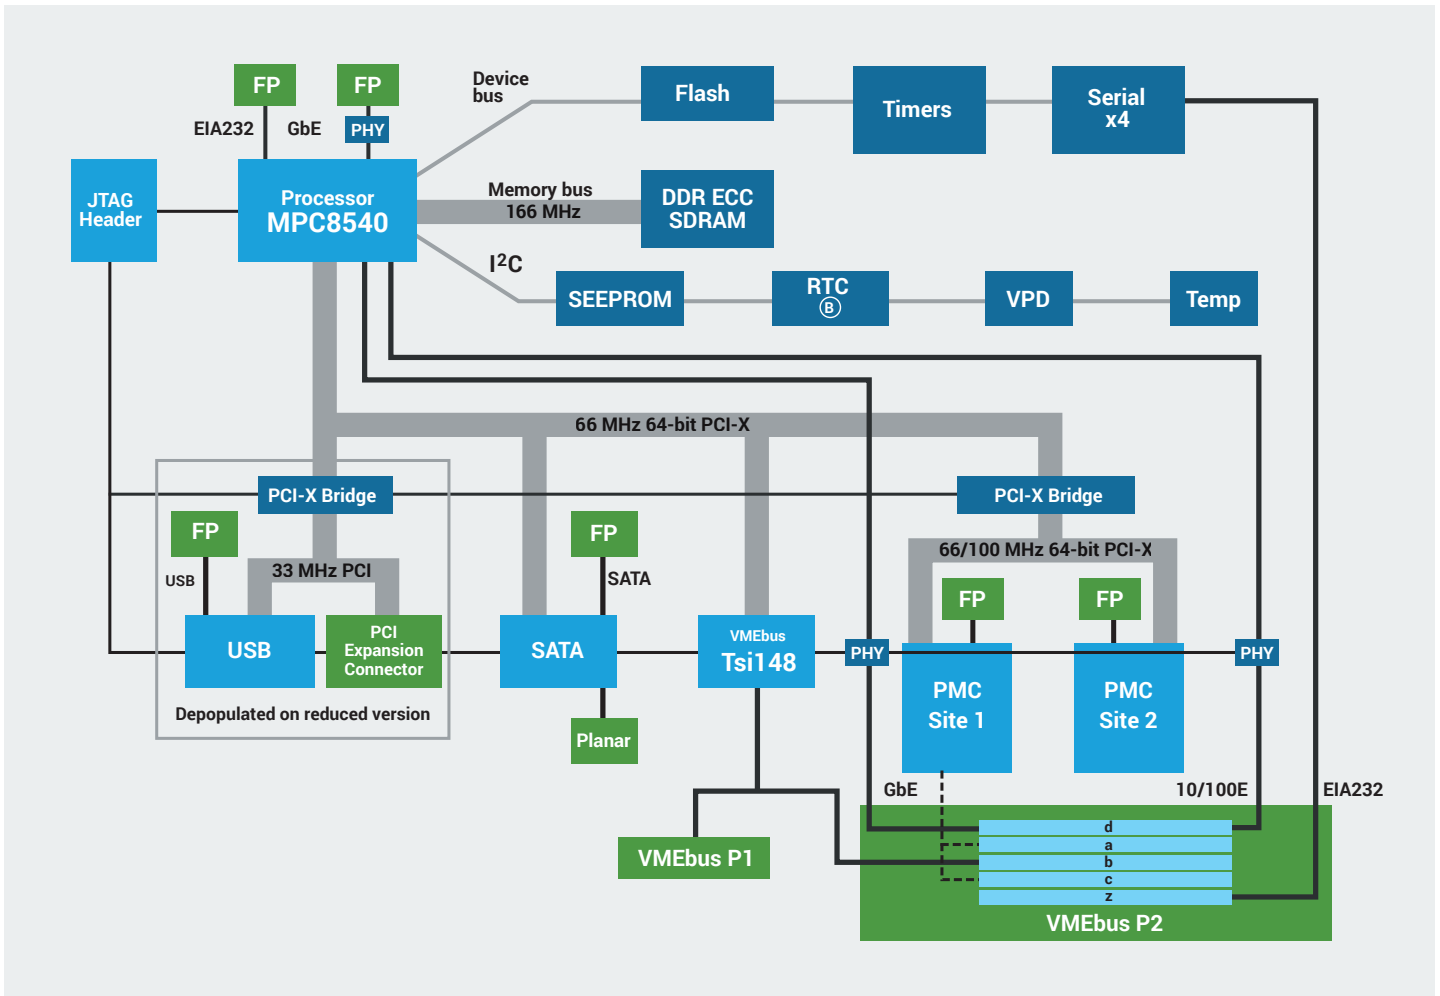 FP
FP
Device
bus
Flash
Timers
Serial
x4
EIA232
GbE
PHY
JTAG
Header
Processor
MPC8540
Memory bus
166 MHz
DDR ECC
SDRAM
I²C
SEEPROM
RTC
B
VPD
Temp
66 MHz 64-bit PCI-X
PCI-X Bridge
PCI-X Bridge
FP
FP
USB
33 MHz PCI
SATA
66/100 MHz 64-bit PCI-X
FP
FP
USB
PCI
Expansion
Connector
SATA
VMEbus
Tsi148
PHY
PHY
PMC
Site 1
PMC
Site 2
Depopulated on reduced version
Planar
GbE
10/100E
EIA232
VMEbus P1
d
a
b
c
z
VMEbus P2